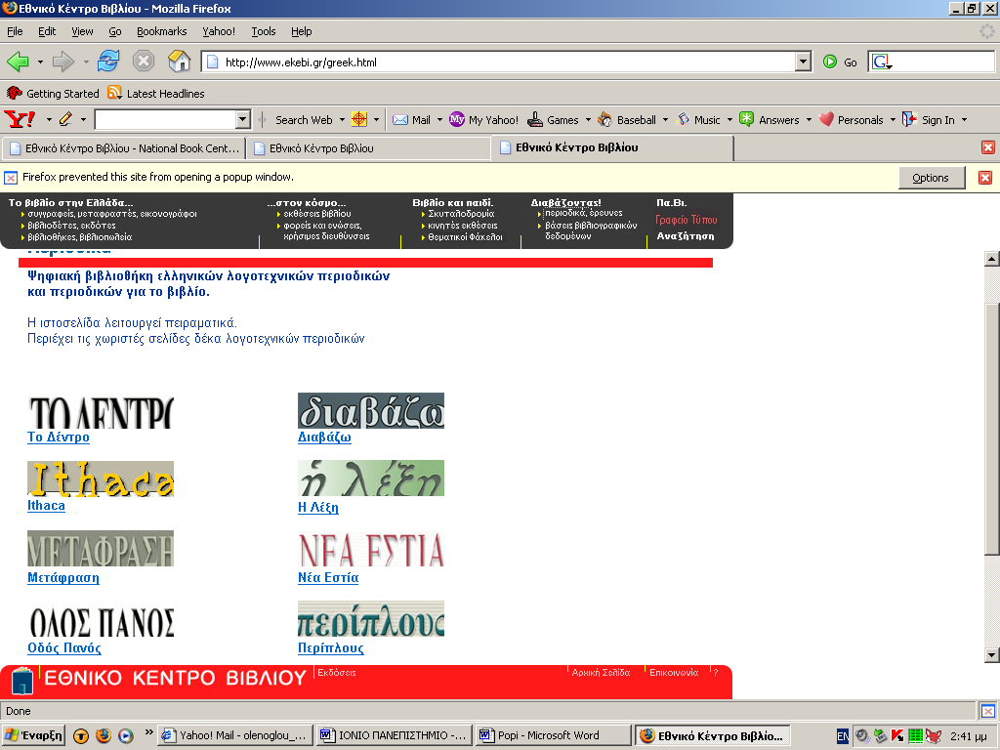 Εθνικό Κέντρο Βιβλίου - Mozilla Firefox
File Edit View Go Bookmarks Yahoo! Tools Help
http://www.ekebi.gr/greek.html Go G
Getting Started Latest Headlines
Y! Search Web Mail My My Yahoo! Games Baseball Music Answers Personals Sign In
Εθνικό Κέντρο Βιβλίου - National Book Cent... Εθνικό Κέντρο Βιβλίου Εθνικό Κέντρο Βιβλίου
Firefox prevented this site from opening a popup window. Options
Το βιβλίο στην Ελλάδα...
συγγραφείς, μεταφραστές, εικονογράφοι
βιβλιοδέτες, εκδότες
βιβλιοθήκες, βιβλιοπωλεία
...στον κόσμο...
εκθέσεις βιβλίου
φορείς και ενώσεις,
χρήσιμες διευθύνσεις
Βιβλίο και παιδί.
Σκυταλοδρομία
κινητές εκθέσεις
Θεματικοί Φάκελοι
Διαβάζοντας!
περιοδικά, έρευνες
βάσεις βιβλιογραφικών
δεδομένων
Πα.Βι.
Γραφείο Τύπου
Αναζήτηση
Περιοδικά
Ψηφιακή βιβλιοθήκη ελληνικών λογοτεχνικών περιοδικών
και περιοδικών για το βιβλίο.
Η ιστοσελίδα λειτουργεί πειραματικά.
Περιέχει τις χωριστές σελίδες δέκα λογοτεχνικών περιοδικών
ΤΟ ΔΕΝΤΡΟ διαβάζω
Το Δέντρο Διαβάζω
Ithaca ἡ λέξη
Ithaca Η Λέξη
ΜΕΤΑΦΡΑΣΗ ΝΕΑ ΕΣΤΙΑ
Μετάφραση Νέα Εστία
ΟΔΟΣ ΠΑΝΟΣ περίπλους
Οδός Πανός Περίπλους
ΕΘΝΙΚΟ ΚΕΝΤΡΟ ΒΙΒΛΙΟΥ Εκδόσεις Αρχική Σελίδα Επικοινωνία ?
Done
Έναρξη » Yahoo! Mail - olenoglou_... ΙΟΝΙΟ ΠΑΝΕΠΙΣΤΗΜΙΟ -... Popi - Microsoft Word Εθνικό Κέντρο Βιβλίο... EN 2:41 μμ